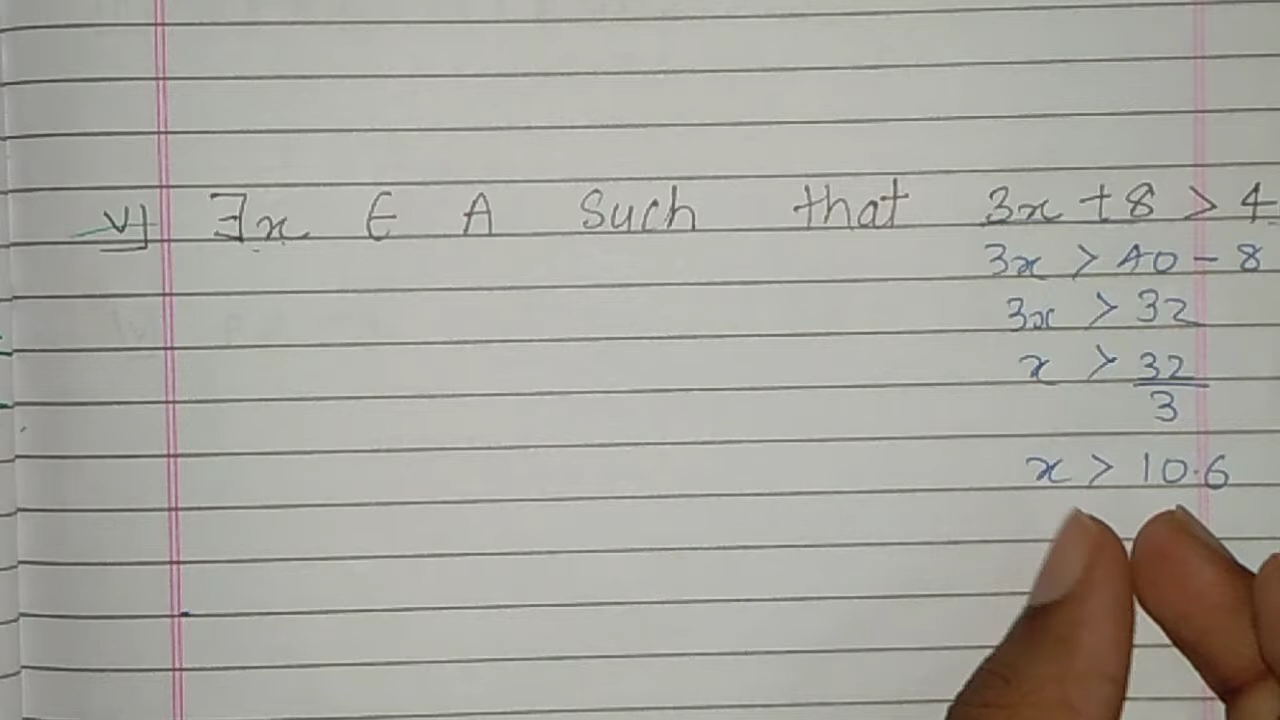 v] ∃x ∈ A such that 3x + 8 > 4
3x > 40 - 8
3x > 32
x > 32
3
x > 10.6